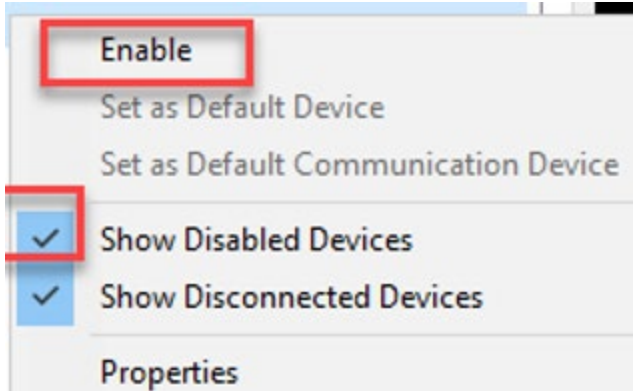 Enable
Set as Default Device
Set as Default Communication Device
Show Disabled Devices
Show Disconnected Devices
Properties